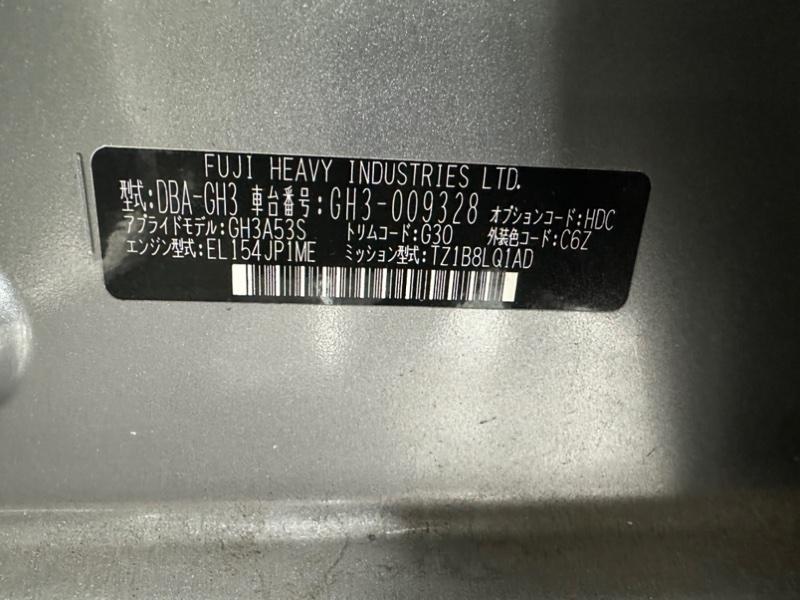 FUJI HEAVY INDUSTRIES LTD.
型式:DBA-GH3 車台番号:GH3-009328 オプションコード:HDC
アプライドモデル:GH3A53S トリムコード:G30 外装色コード:C6Z
エンジン型式:EL154JP1ME ミッション型式:TZ1B8LQ1AD